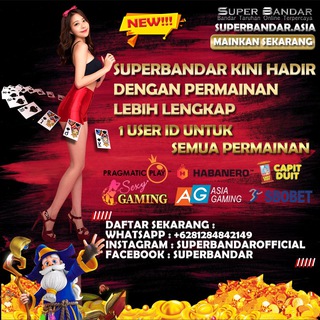 NEW!!!
SUPER BANDAR
Bandar Taruhan Online Terpercaya
SUPERBANDAR.ASIA
MAINKAN SEKARANG
SUPERBANDAR KINI HADIR
DENGAN PERMAINAN
LEBIH LENGKAP
1 USER ID UNTUK
SEMUA PERMAINAN
PRAGMATIC PLAY
HABANERO
CAPIT DUIT
Sexy GAMING
AG ASIA GAMING
DAFTAR SEKARANG :
WHATSAPP : +6281284842149
INSTAGRAM : SUPERBANDAROFFICIAL
FACEBOOK : SUPERBANDAR